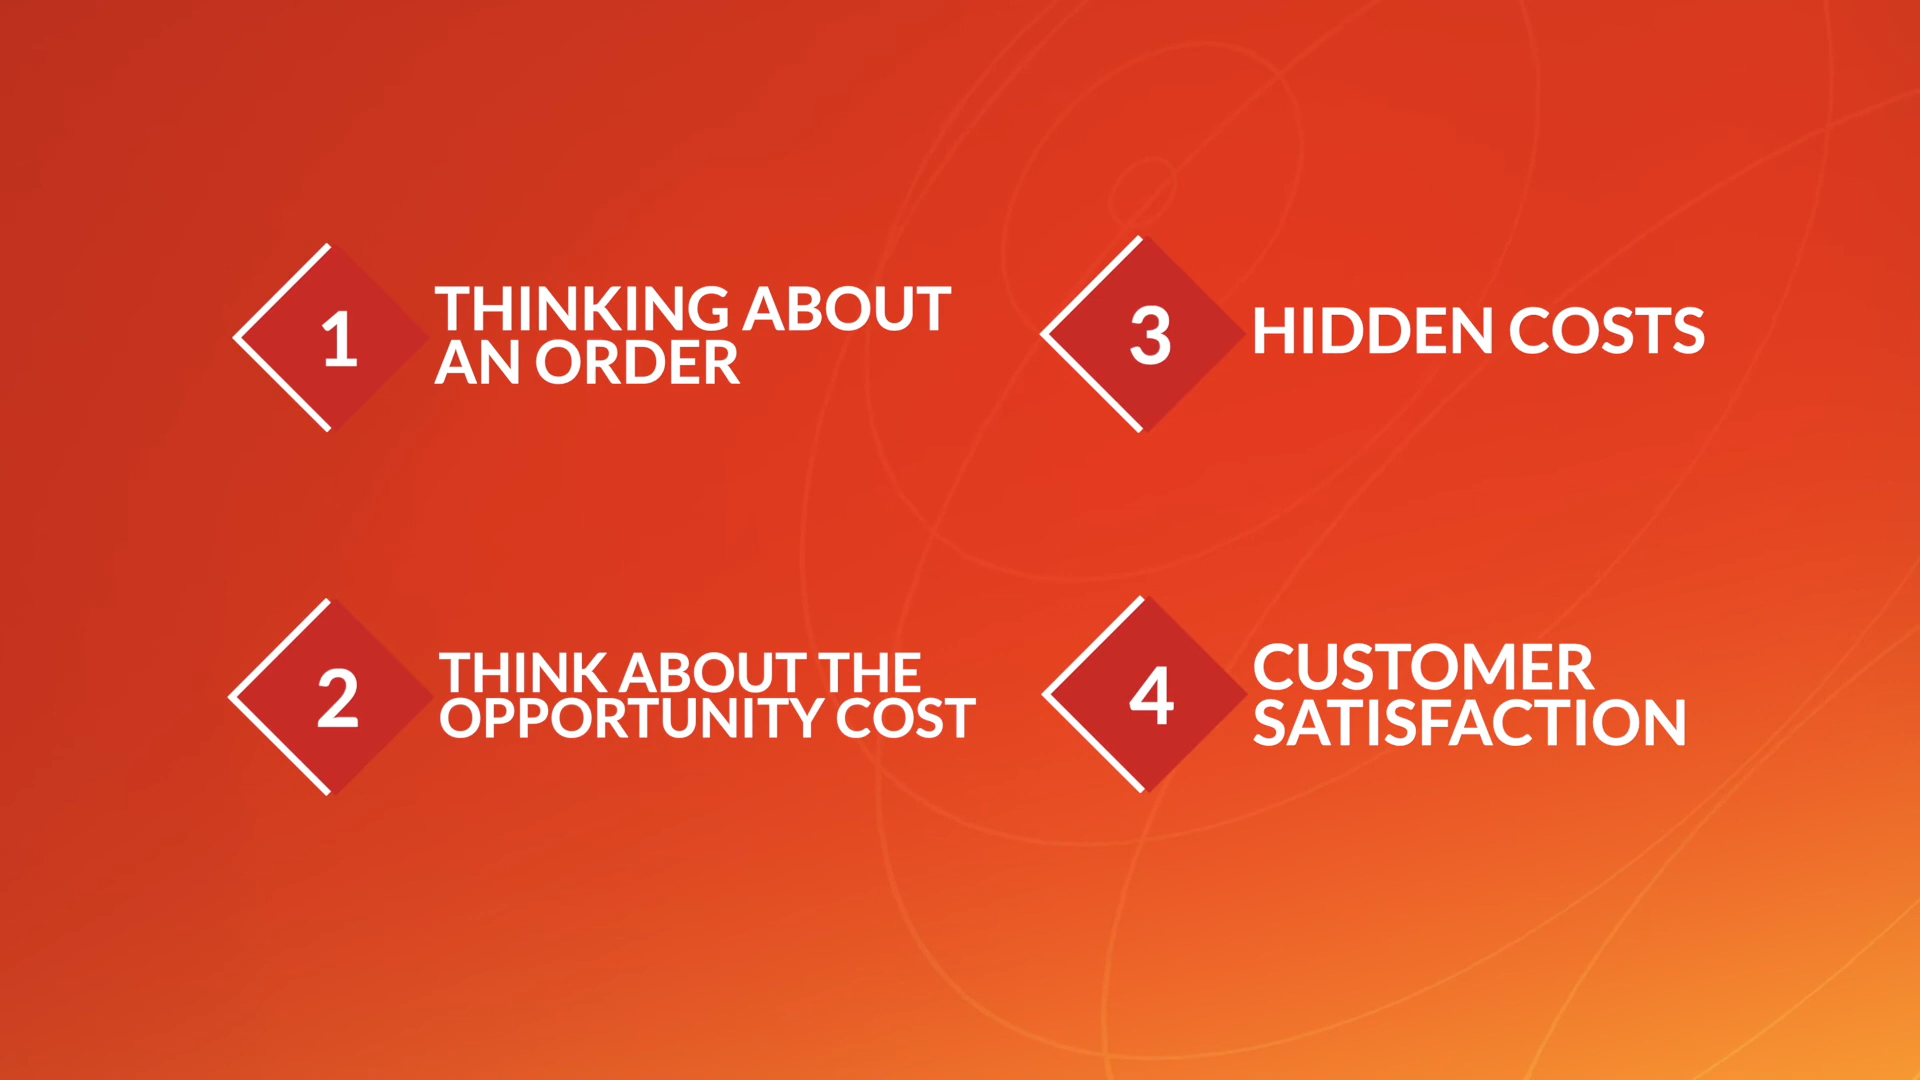 1
THINKING ABOUT
AN ORDER
2
THINK ABOUT THE
OPPORTUNITY COST
3
HIDDEN COSTS
4
CUSTOMER
SATISFACTION